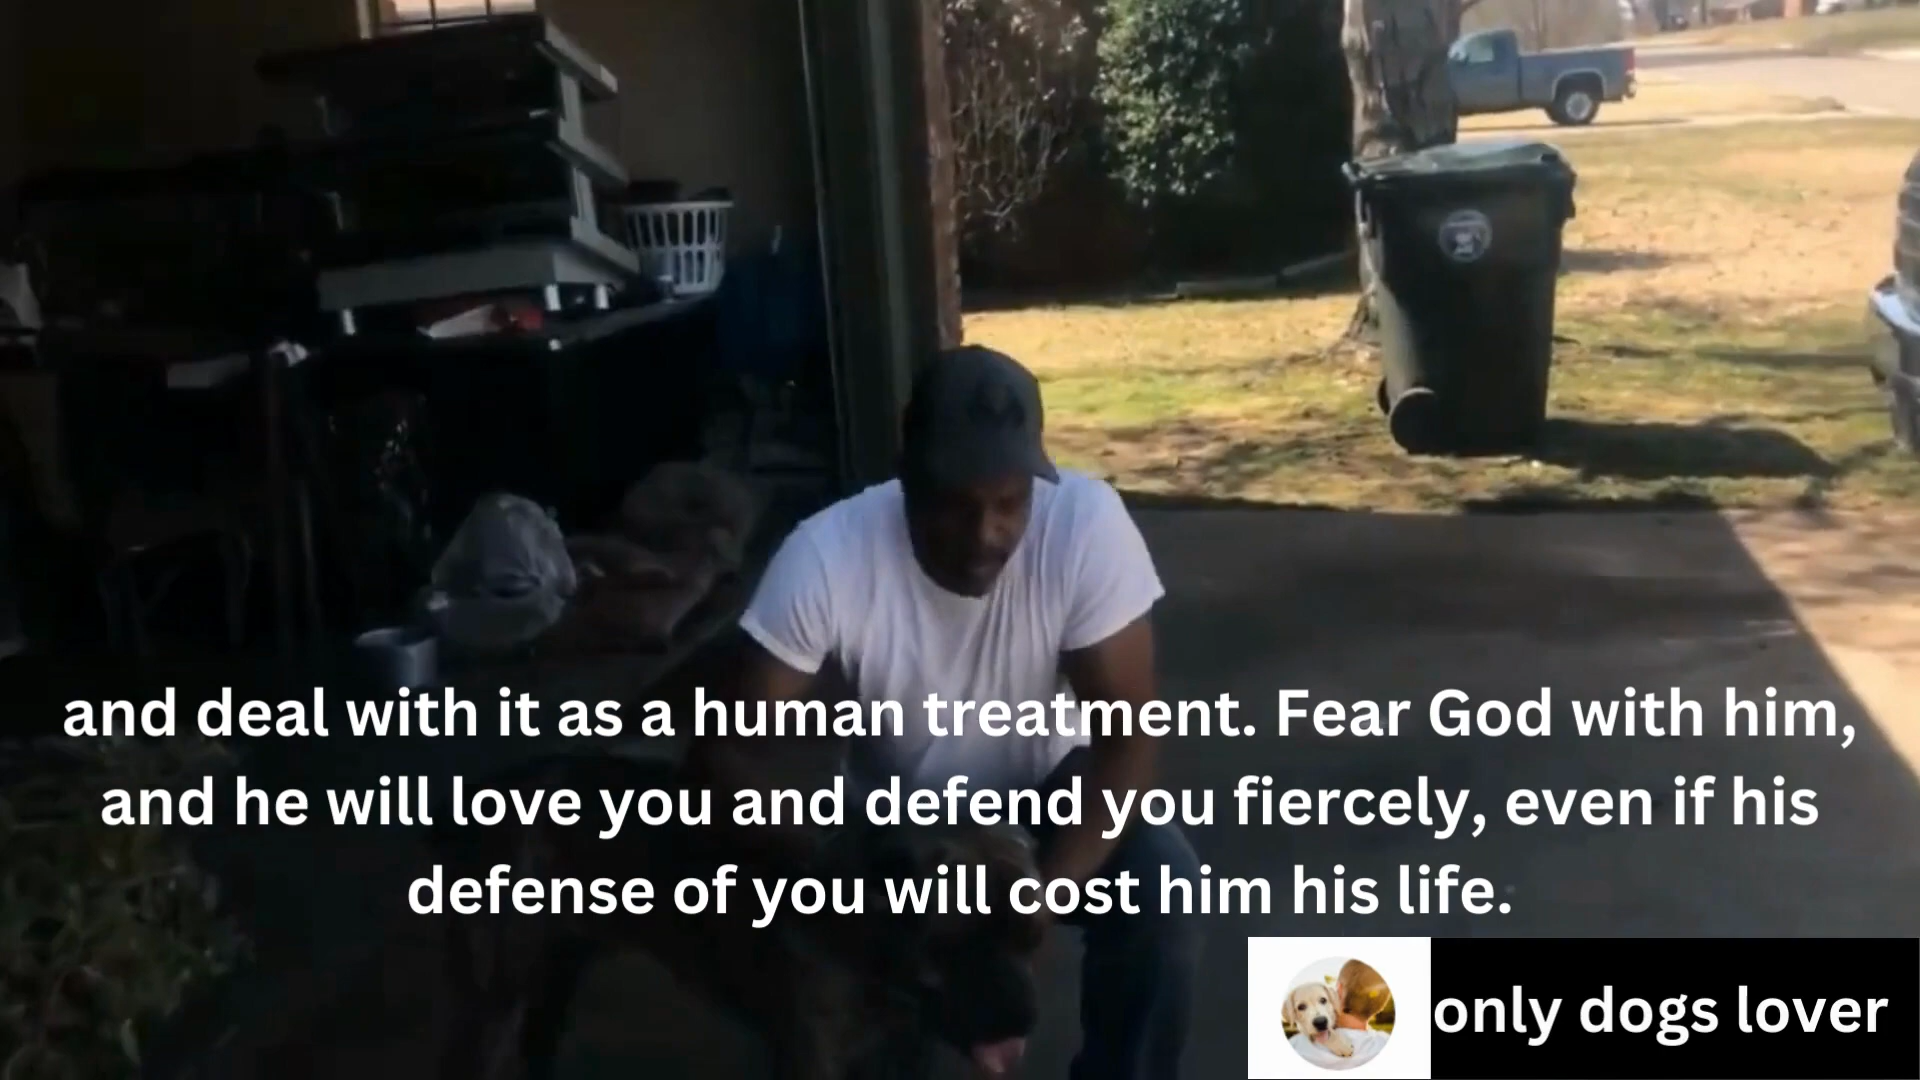 and deal with it as a human treatment. Fear God with him,
and he will love you and defend you fiercely, even if his
defense of you will cost him his life.
only dogs lover